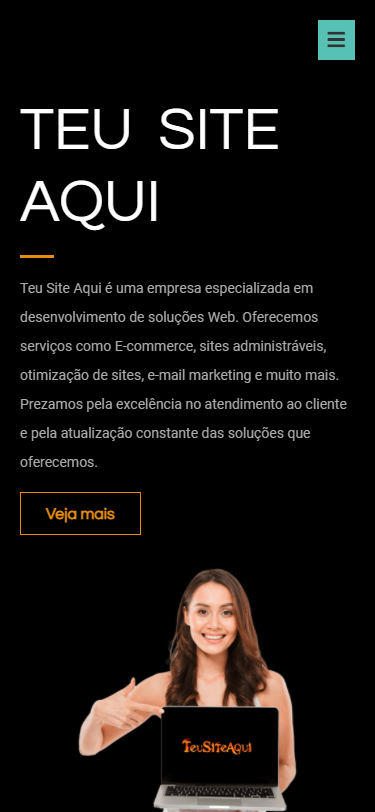 TEU SITE
AQUI
Teu Site Aqui é uma empresa especializada em
desenvolvimento de soluções Web. Oferecemos
serviços como E-commerce, sites administráveis,
otimização de sites, e-mail marketing e muito mais.
Prezamos pela excelência no atendimento ao cliente
e pela atualização constante das soluções que
oferecemos.
Veja mais
TeuSiTeAqui